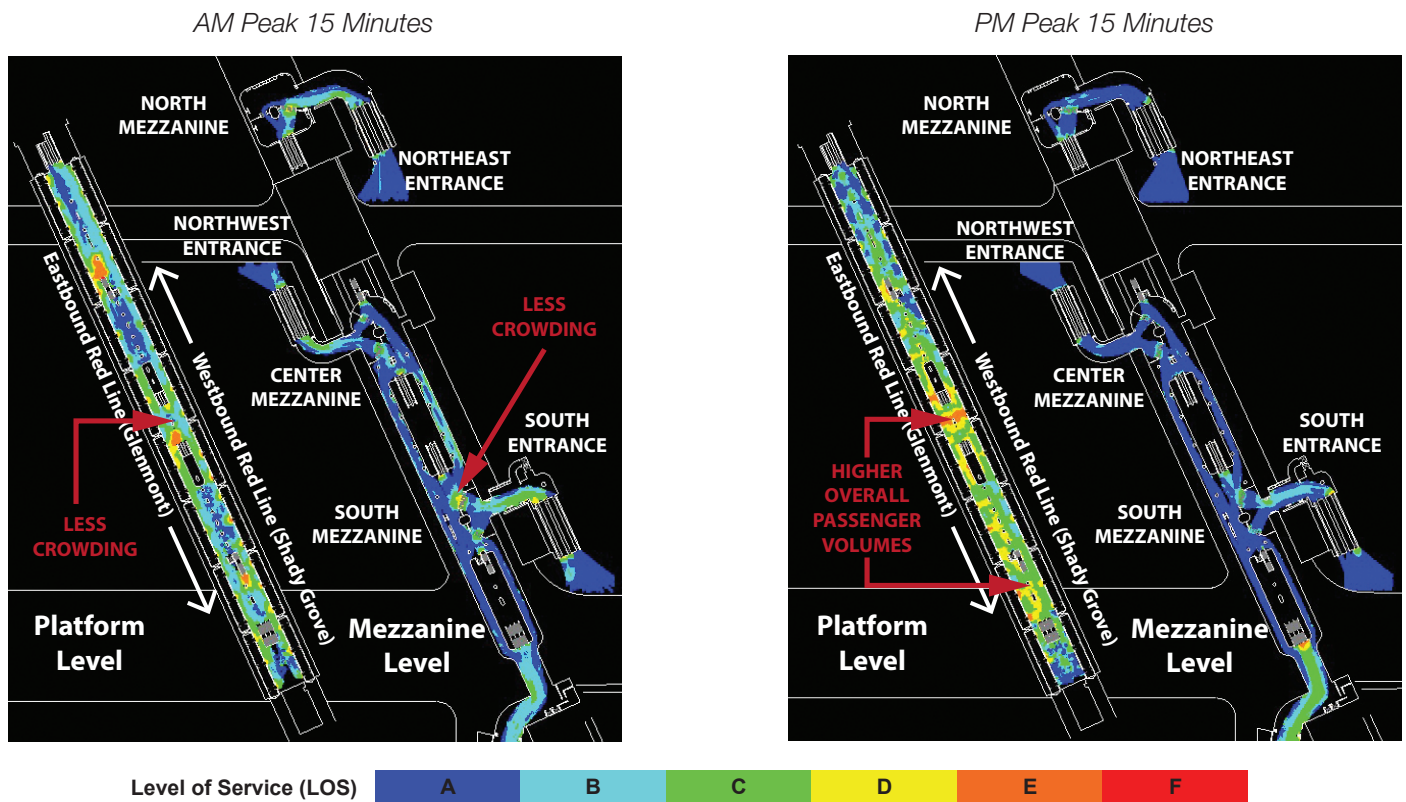 AM Peak 15 Minutes
NORTH
MEZZANINE
NORTHEAST
ENTRANCE
NORTHWEST
ENTRANCE
Eastbound Red Line (Glenmont)
Westbound Red Line (Shady Grove)
LESS
CROWDING
CENTER
MEZZANINE
SOUTH
ENTRANCE
LESS
CROWDING
SOUTH
MEZZANINE
Platform
Level
Mezzanine
Level
PM Peak 15 Minutes
NORTH
MEZZANINE
NORTHEAST
ENTRANCE
NORTHWEST
ENTRANCE
Eastbound Red Line (Glenmont)
Westbound Red Line (Shady Grove)
CENTER
MEZZANINE
SOUTH
ENTRANCE
HIGHER
OVERALL
PASSENGER
VOLUMES
SOUTH
MEZZANINE
Platform
Level
Mezzanine
Level
Level of Service (LOS) A B C D E F